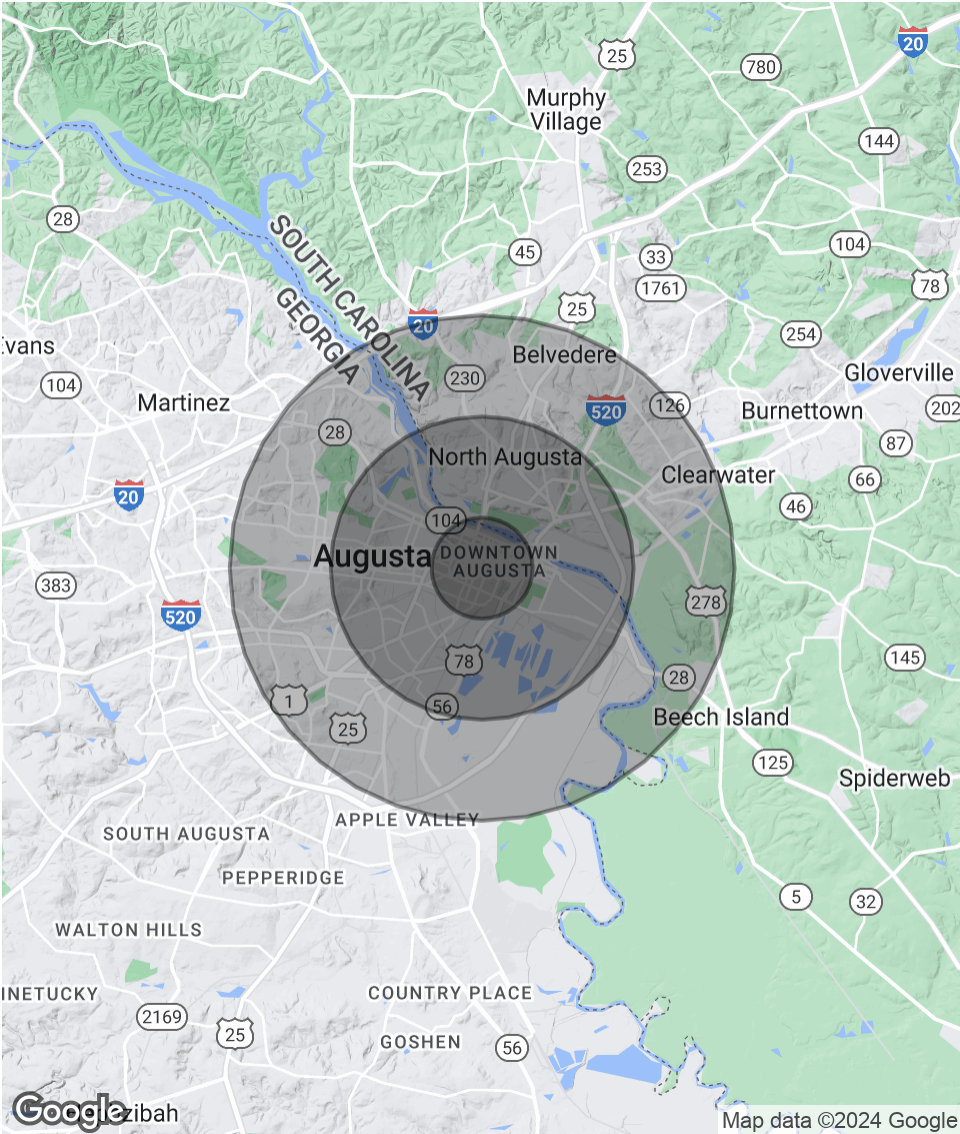 20
25
780
Murphy
Village
144
253
28
SOUTH CAROLINA
GEORGIA
45
33
104
1761
78
25
20
254
Evans
Belvedere
104
230
Gloverville
Martinez
520
126
Burnettown
202
28
87
North Augusta
Clearwater
66
20
46
104
Augusta
DOWNTOWN
AUGUSTA
383
278
520
78
145
28
1
56
25
Beech Island
125
Spiderweb
APPLE VALLEY
SOUTH AUGUSTA
PEPPERIDGE
5
32
WALTON HILLS
INETUCKY
COUNTRY PLACE
2169
25
GOSHEN
56
Google
Map data ©2024 Google